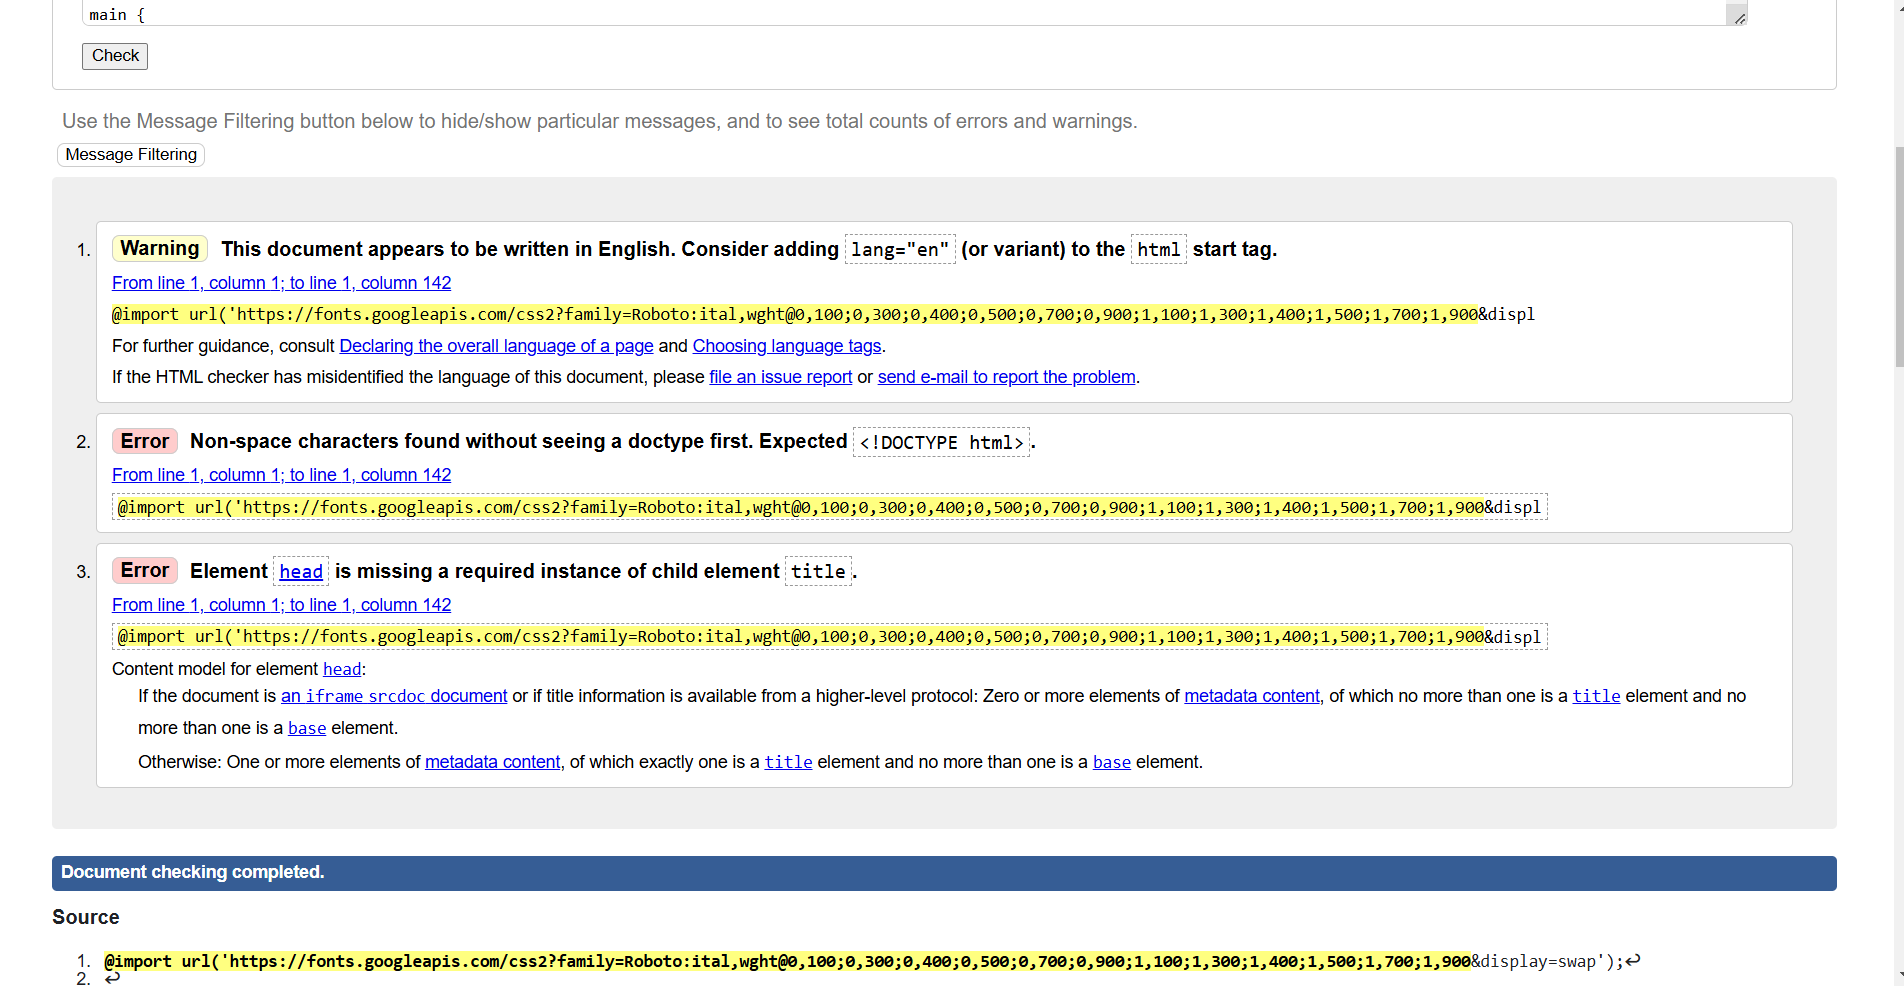 main {
Check
Use the Message Filtering button below to hide/show particular messages, and to see total counts of errors and warnings.
Message Filtering
1. Warning This document appears to be written in English. Consider adding lang="en" (or variant) to the html start tag.
From line 1, column 1; to line 1, column 142
@import url('https://fonts.googleapis.com/css2?family=Roboto:ital,wght@0,100;0,300;0,400;0,500;0,700;0,900;1,100;1,300;1,400;1,500;1,700;1,900&displ
For further guidance, consult Declaring the overall language of a page and Choosing language tags.
If the HTML checker has misidentified the language of this document, please file an issue report or send e-mail to report the problem.
2. Error Non-space characters found without seeing a doctype first. Expected <!DOCTYPE html>.
From line 1, column 1; to line 1, column 142
@import url('https://fonts.googleapis.com/css2?family=Roboto:ital,wght@0,100;0,300;0,400;0,500;0,700;0,900;1,100;1,300;1,400;1,500;1,700;1,900&displ
3. Error Element head is missing a required instance of child element title.
From line 1, column 1; to line 1, column 142
@import url('https://fonts.googleapis.com/css2?family=Roboto:ital,wght@0,100;0,300;0,400;0,500;0,700;0,900;1,100;1,300;1,400;1,500;1,700;1,900&displ
Content model for element head:
If the document is an iframe srcdoc document or if title information is available from a higher-level protocol: Zero or more elements of metadata content, of which no more than one is a title element and no
more than one is a base element.
Otherwise: One or more elements of metadata content, of which exactly one is a title element and no more than one is a base element.
Document checking completed.
Source
1. @import url('https://fonts.googleapis.com/css2?family=Roboto:ital,wght@0,100;0,300;0,400;0,500;0,700;0,900;1,100;1,300;1,400;1,500;1,700;1,900&display=swap');↩
2. ↩